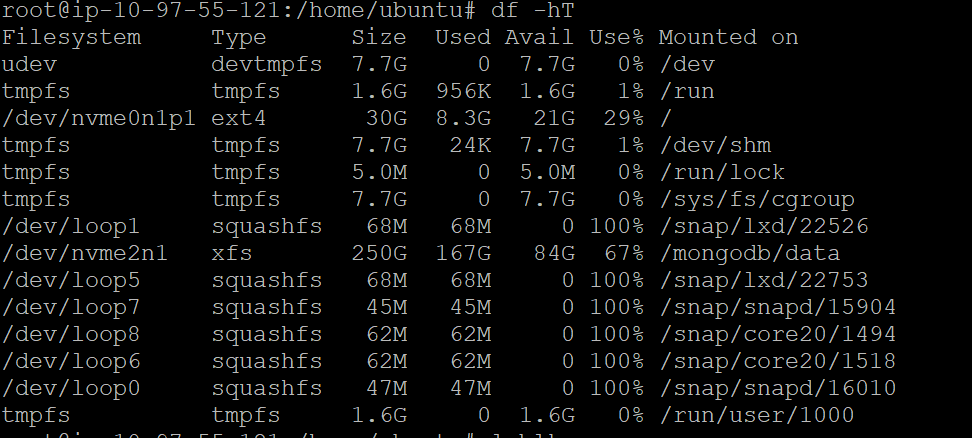 root@ip-10-97-55-121:/home/ubuntu# df -hT
Filesystem     Type      Size  Used Avail Use% Mounted on
udev           devtmpfs  7.7G     0  7.7G   0% /dev
tmpfs          tmpfs     1.6G  956K  1.6G   1% /run
/dev/nvme0n1p1 ext4       30G  8.3G   21G  29% /
tmpfs          tmpfs     7.7G   24K  7.7G   1% /dev/shm
tmpfs          tmpfs     5.0M     0  5.0M   0% /run/lock
tmpfs          tmpfs     7.7G     0  7.7G   0% /sys/fs/cgroup
/dev/loop1     squashfs   68M   68M     0 100% /snap/lxd/22526
/dev/nvme2n1   xfs       250G  167G   84G  67% /mongodb/data
/dev/loop5     squashfs   68M   68M     0 100% /snap/lxd/22753
/dev/loop7     squashfs   45M   45M     0 100% /snap/snapd/15904
/dev/loop8     squashfs   62M   62M     0 100% /snap/core20/1494
/dev/loop6     squashfs   62M   62M     0 100% /snap/core20/1518
/dev/loop0     squashfs   47M   47M     0 100% /snap/snapd/16010
tmpfs          tmpfs     1.6G     0  1.6G   0% /run/user/1000